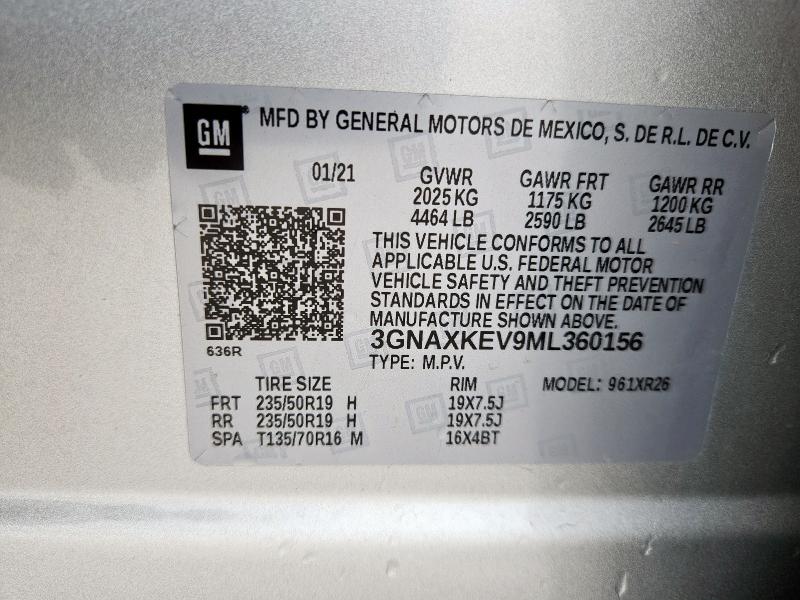 GM® MFD BY GENERAL MOTORS DE MEXICO, S. DE R.L. DE C.V.
01/21 GVWR GAWR FRT GAWR RR
2025 KG 1175 KG 1200 KG
4464 LB 2590 LB 2645 LB
THIS VEHICLE CONFORMS TO ALL
APPLICABLE U.S. FEDERAL MOTOR
VEHICLE SAFETY AND THEFT PREVENTION
STANDARDS IN EFFECT ON THE DATE OF
MANUFACTURE SHOWN ABOVE.
3GNAXKEV9ML360156
636R
TYPE: M.P.V.
TIRE SIZE RIM MODEL: 961XR26
FRT 235/50R19 H 19X7.5J
RR 235/50R19 H 19X7.5J
SPA T135/70R16 M 16X4BT